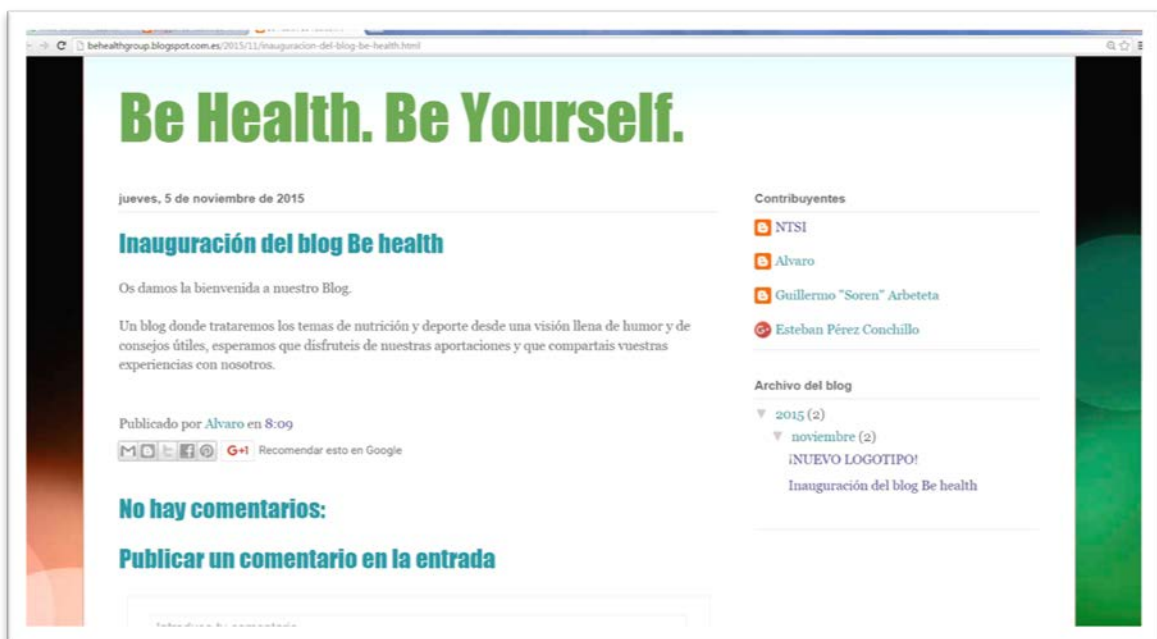 behealthgroup.blogspot.com.es/2015/11/inauguracion-del-blog-be-health.html
Be Health. Be Yourself.
jueves, 5 de noviembre de 2015
Inauguración del blog Be health
Os damos la bienvenida a nuestro Blog.
Un blog donde trataremos los temas de nutrición y deporte desde una visión llena de humor y de
consejos útiles, esperamos que disfruteis de nuestras aportaciones y que compartais vuestras
experiencias con nosotros.
Publicado por Alvaro en 8:09
G+1 Recomendar esto en Google
No hay comentarios:
Publicar un comentario en la entrada
Contribuyentes
NTSI
Alvaro
Guillermo "Soren" Arbeteta
Esteban Pérez Conchillo
Archivo del blog
▼ 2015 (2)
▼ noviembre (2)
¡NUEVO LOGOTIPO!
Inauguración del blog Be health